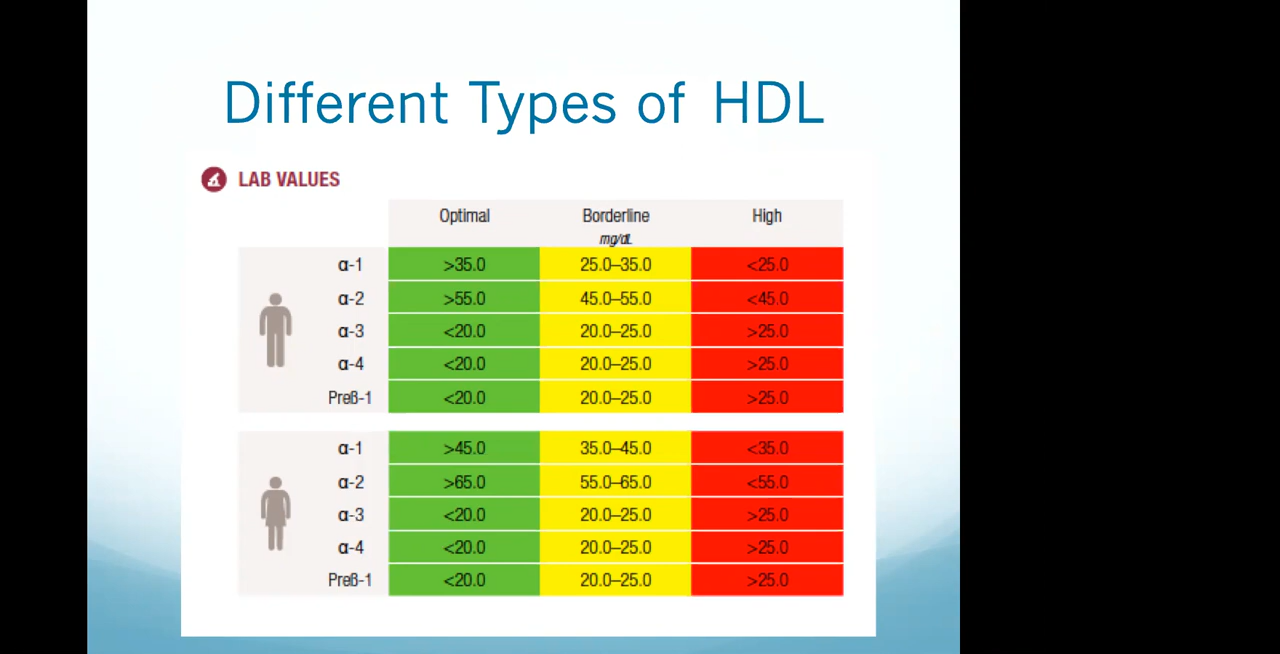 Different Types of HDL
LAB VALUES
Optimal Borderline High
mg/dL
α-1 >35.0 25.0–35.0 <25.0
α-2 >55.0 45.0–55.0 <45.0
α-3 <20.0 20.0–25.0 >25.0
α-4 <20.0 20.0–25.0 >25.0
Preß-1 <20.0 20.0–25.0 >25.0
α-1 >45.0 35.0–45.0 <35.0
α-2 >65.0 55.0–65.0 <55.0
α-3 <20.0 20.0–25.0 >25.0
α-4 <20.0 20.0–25.0 >25.0
Preß-1 <20.0 20.0–25.0 >25.0